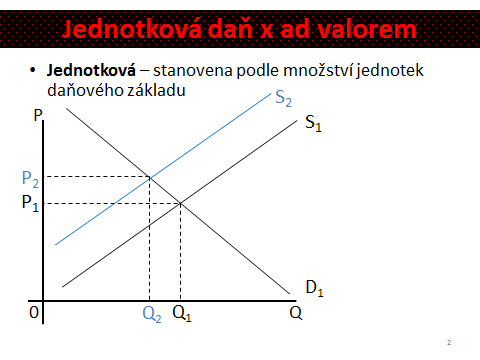 Jednotková daň x ad valorem
• Jednotková – stanovena podle množství jednotek
daňového základu
S2
P
S1
P2
P1
D1
0
Q2
Q1
Q
2